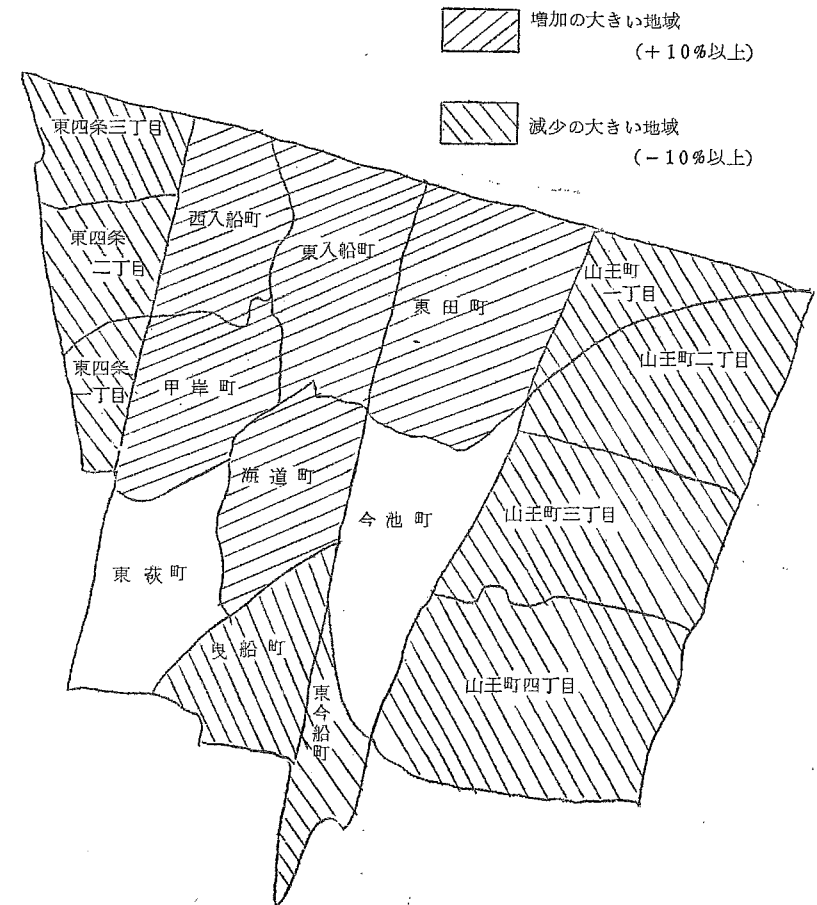 増加の大きい地域
(+10%以上)
減少の大きい地域
(-10%以上)
東四条三丁目
西入船町
東四条
二丁目
東入船町
山王町
一丁目
東田町
山王町二丁目
東四条
一丁目
甲岸町
海道町
山王町三丁目
今池町
東萩町
曳船町
山王町四丁目
東今船町